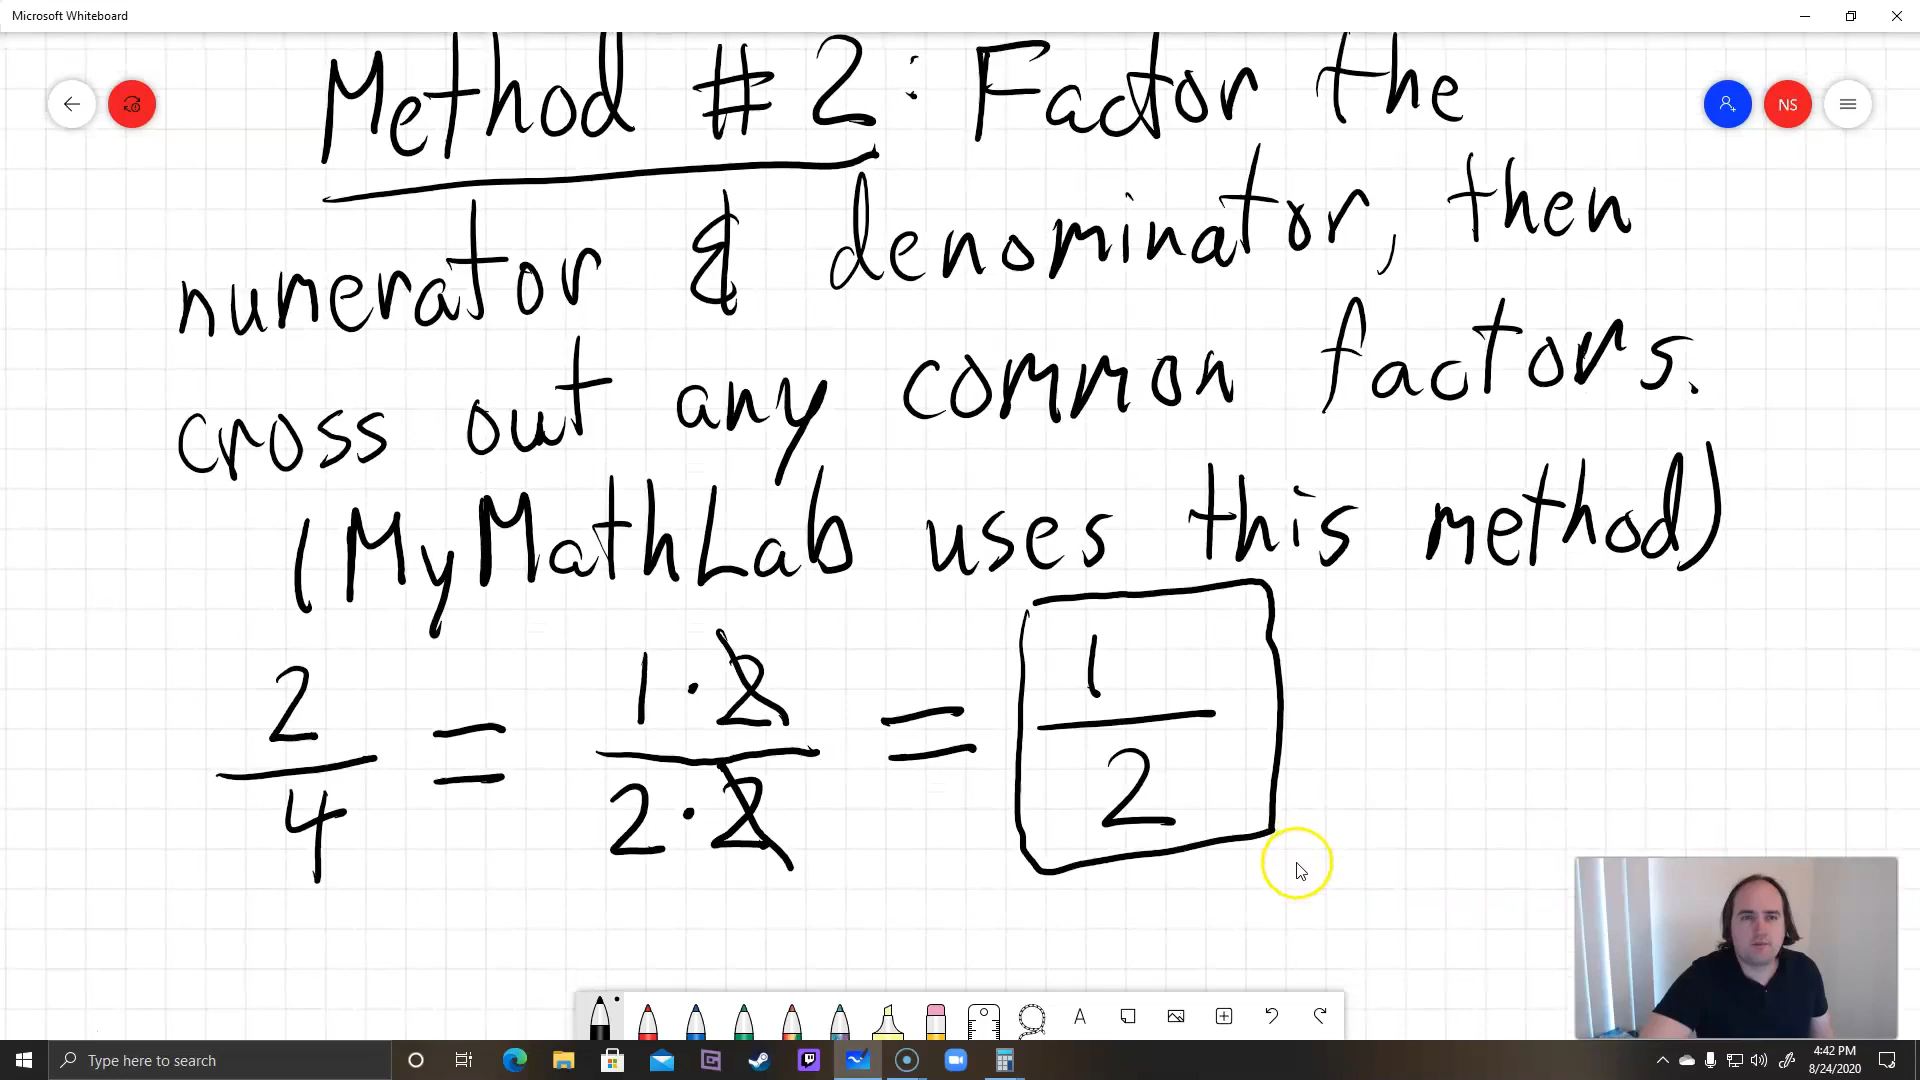 Microsoft Whiteboard
Method #2: Factor the
NS
numerator & denominator, then
cross out any common factors.
(MyMathLab uses this method)
2/4 = 1·2/2·2 = 1/2
A
Type here to search
4:42 PM
8/24/2020